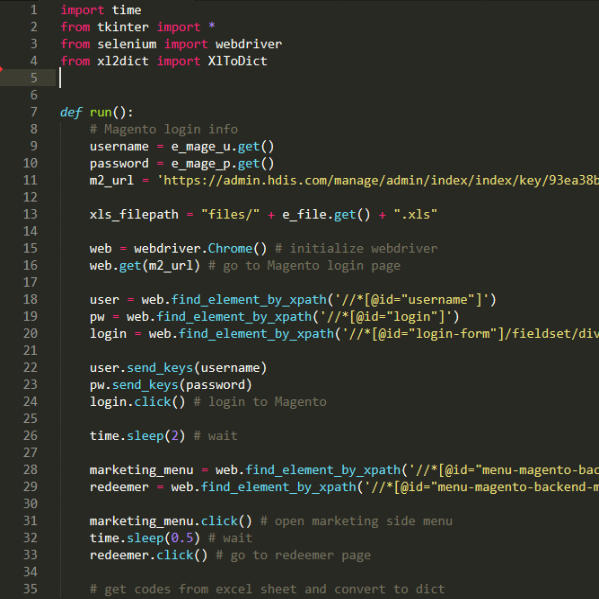 1 import time
2 from tkinter import *
3 from selenium import webdriver
4 from xl2dict import XlToDict
5
6
7 def run():
8     # Magento login info
9     username = e_mage_u.get()
10     password = e_mage_p.get()
11     m2_url = 'https://admin.hdis.com/manage/admin/index/index/key/93ea38b
12
13     xls_filepath = "files/" + e_file.get() + ".xls"
14
15     web = webdriver.Chrome() # initialize webdriver
16     web.get(m2_url) # go to Magento login page
17
18     user = web.find_element_by_xpath('//*[@id="username"]')
19     pw = web.find_element_by_xpath('//*[@id="login"]')
20     login = web.find_element_by_xpath('//*[@id="login-form"]/fieldset/div
21
22     user.send_keys(username)
23     pw.send_keys(password)
24     login.click() # login to Magento
25
26     time.sleep(2) # wait
27
28     marketing_menu = web.find_element_by_xpath('//*[@id="menu-magento-bac
29     redeemer = web.find_element_by_xpath('//*[@id="menu-magento-backend-m
30
31     marketing_menu.click() # open marketing side menu
32     time.sleep(0.5) # wait
33     redeemer.click() # go to redeemer page
34
35     # get codes from excel sheet and convert to dict